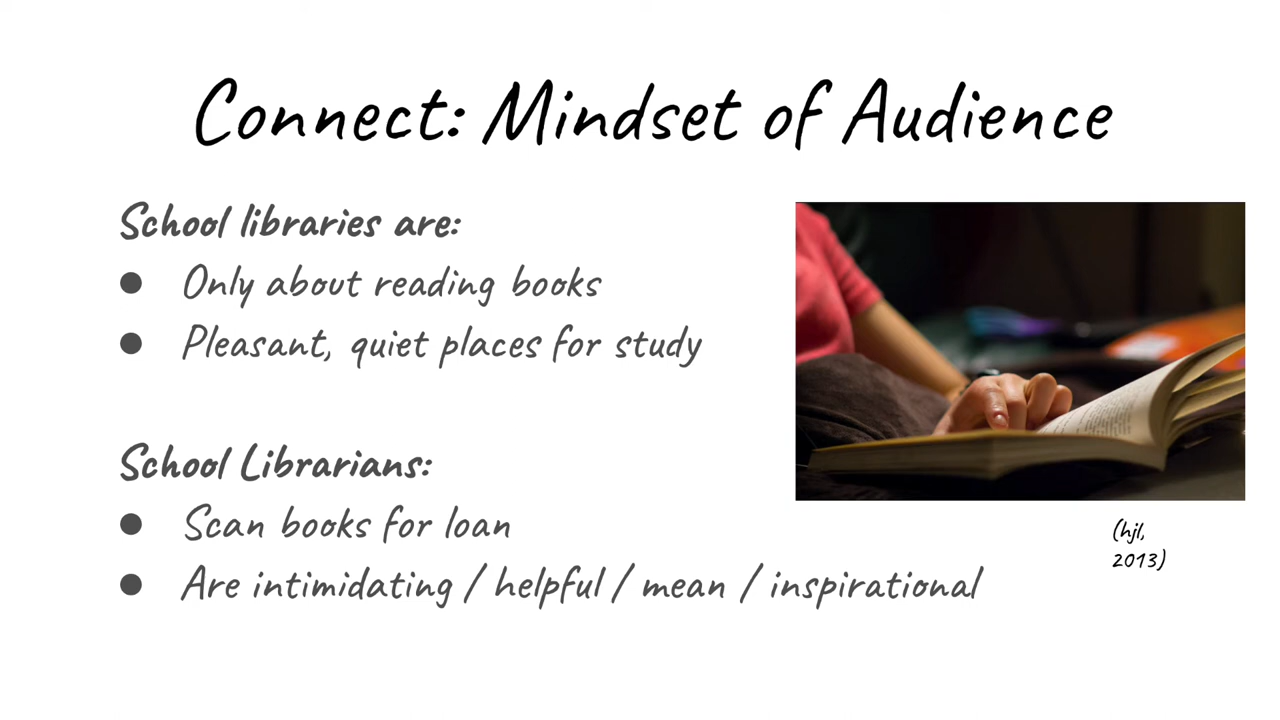 Connect: Mindset of Audience
School libraries are:
● Only about reading books
● Pleasant, quiet places for study
School Librarians:
● Scan books for loan
● Are intimidating / helpful / mean / inspirational
(hjl,
2013)